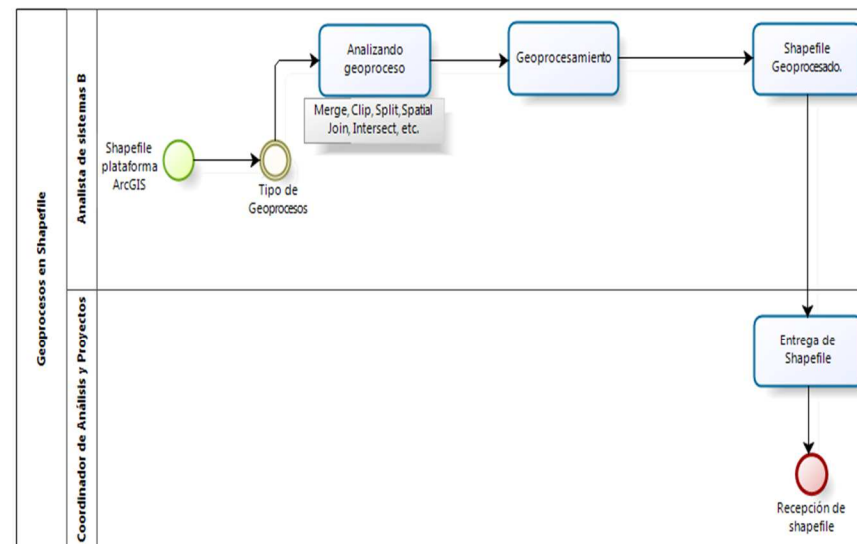 Geoprocesos en Shapefile
Analista de sistemas B
Shapefile
plataforma
ArcGIS
Tipo de
Geoprocesos
Analizando
geoproceso
Merge, Clip, Split,Spatial
Join, Intersect, etc.
Geoprocesamiento
Shapefile
Geoprocesado.
Coordinador de Análisis y Proyectos
Entrega de
Shapefile
Recepción de
shapefile